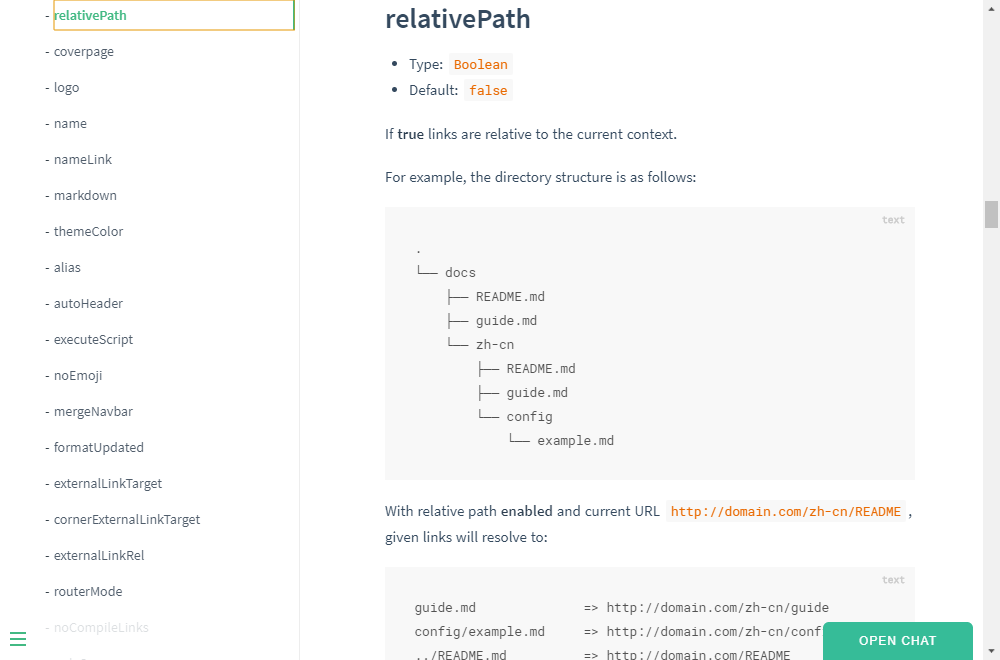 - relativePath
- coverpage
- logo
- name
- nameLink
- markdown
- themeColor
- alias
- autoHeader
- executeScript
- noEmoji
- mergeNavbar
- formatUpdated
- externalLinkTarget
- cornerExternalLinkTarget
- externalLinkRel
- routerMode
- noCompileLinks
relativePath
• Type: Boolean
• Default: false
If true links are relative to the current context.
For example, the directory structure is as follows:
text
.
└── docs
    ├── README.md
    ├── guide.md
    └── zh-cn
        ├── README.md
        ├── guide.md
        └── config
            └── example.md
With relative path enabled and current URL http://domain.com/zh-cn/README ,
given links will resolve to:
text
guide.md => http://domain.com/zh-cn/guide
config/example.md => http://domain.com/zh-cn/conf
../README.md => http://domain.com/README
OPEN CHAT